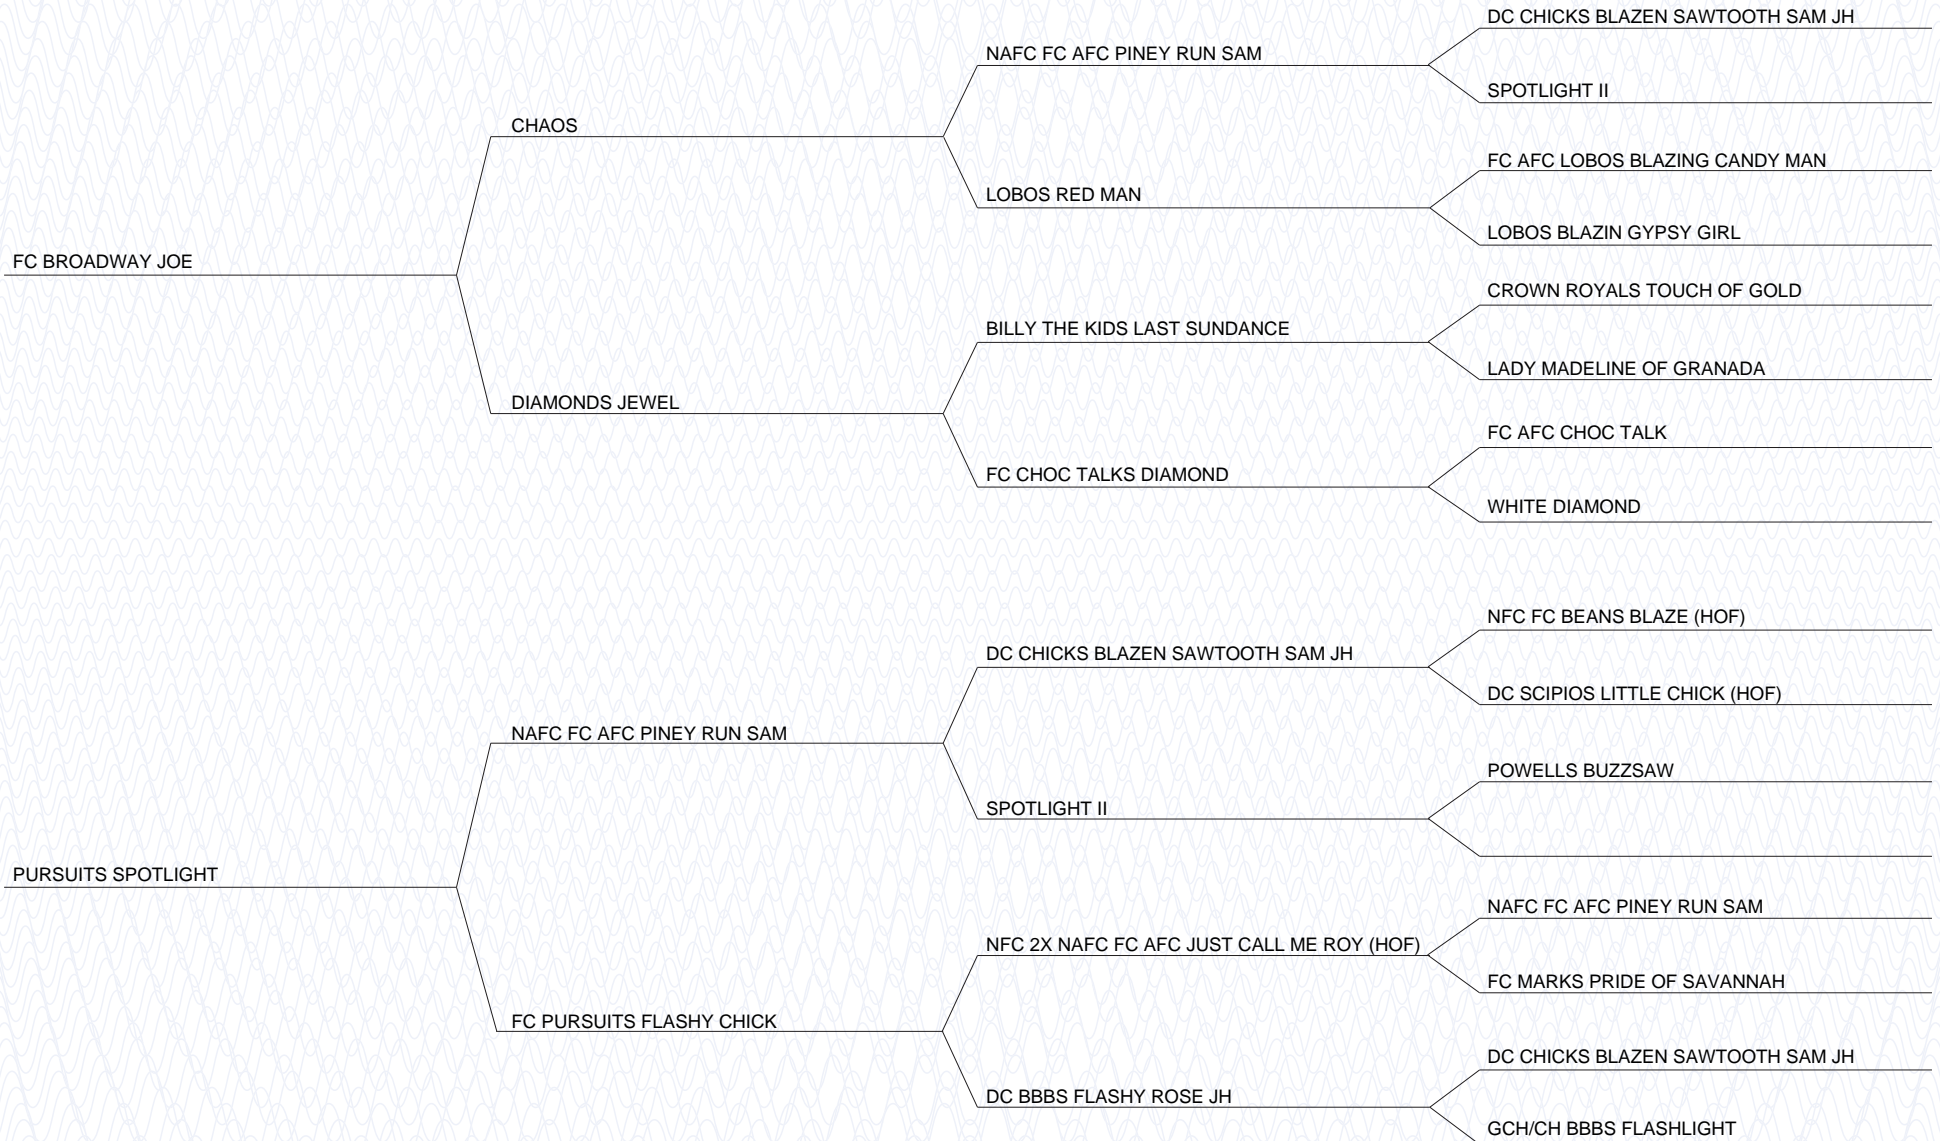 DC CHICKS BLAZEN SAWTOOTH SAM JH
NAFC FC AFC PINEY RUN SAM
SPOTLIGHT II
CHAOS
FC AFC LOBOS BLAZING CANDY MAN
LOBOS RED MAN
LOBOS BLAZIN GYPSY GIRL
FC BROADWAY JOE
CROWN ROYALS TOUCH OF GOLD
BILLY THE KIDS LAST SUNDANCE
LADY MADELINE OF GRANADA
DIAMONDS JEWEL
FC AFC CHOC TALK
FC CHOC TALKS DIAMOND
WHITE DIAMOND
NFC FC BEANS BLAZE (HOF)
DC CHICKS BLAZEN SAWTOOTH SAM JH
DC SCIPIOS LITTLE CHICK (HOF)
NAFC FC AFC PINEY RUN SAM
POWELLS BUZZSAW
SPOTLIGHT II
PURSUITS SPOTLIGHT
NAFC FC AFC PINEY RUN SAM
NFC 2X NAFC FC AFC JUST CALL ME ROY (HOF)
FC MARKS PRIDE OF SAVANNAH
FC PURSUITS FLASHY CHICK
DC CHICKS BLAZEN SAWTOOTH SAM JH
DC BBBS FLASHY ROSE JH
GCH/CH BBBS FLASHLIGHT